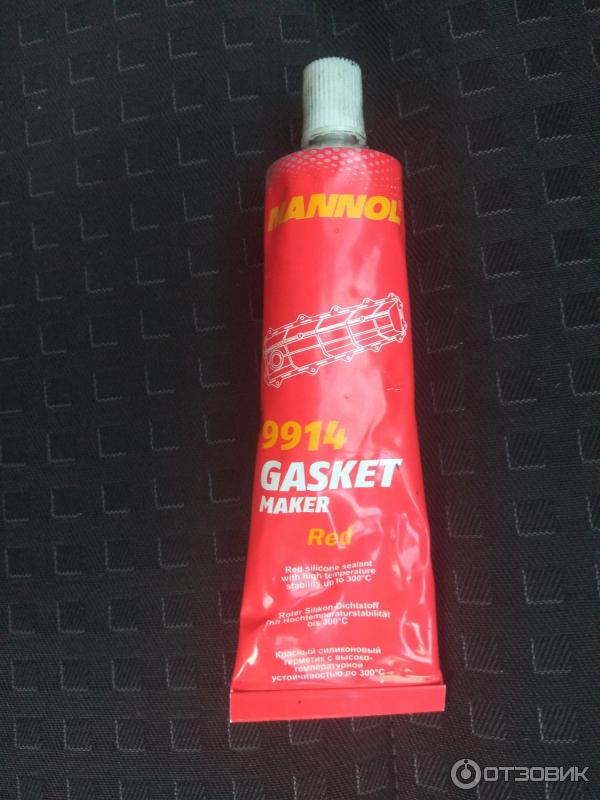 MANNOL
9914
GASKET
MAKER
Red
Red silicone sealant
with high temperature
stability up to 300°C
Roter Silikon-Dichtstoff
mit Hochtemperaturstabilität
bis 300°C
Красный силиконовый
герметик с высоко-
температурной
устойчивостью до 300°C
ОТЗОВИК